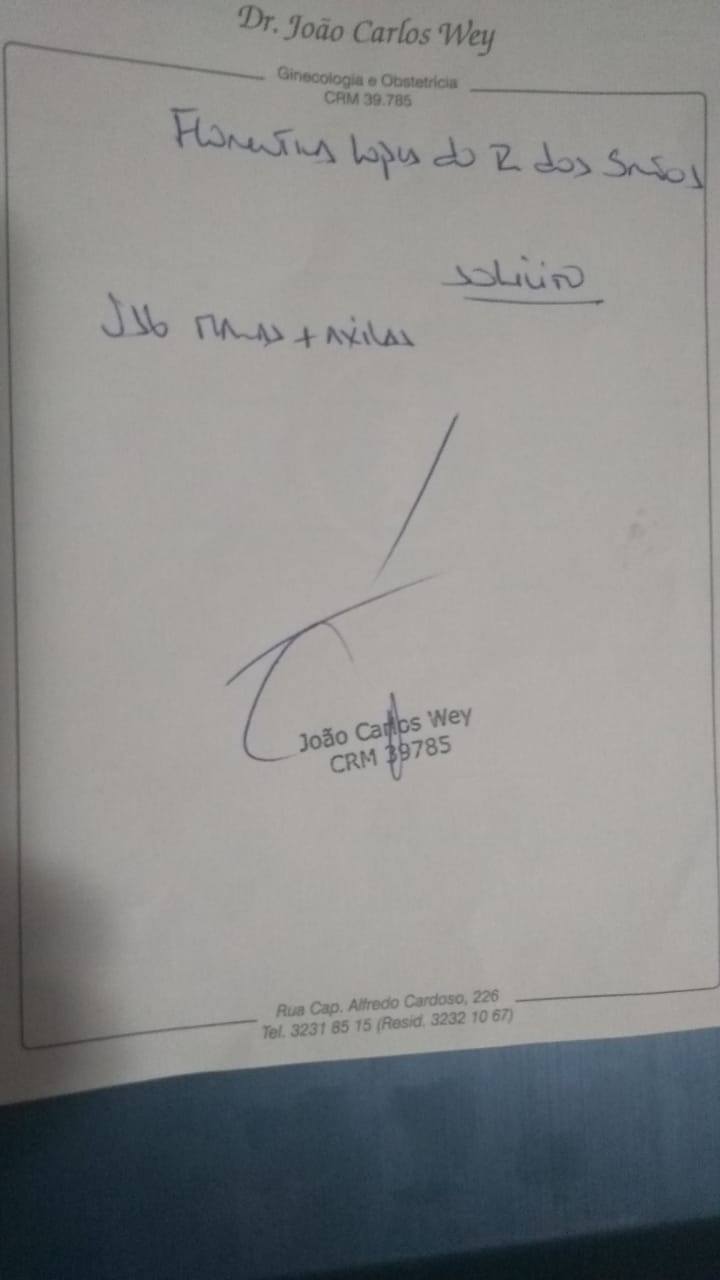 Dr. João Carlos Wey
Ginecologia e Obstetrícia
CRM 39.785
Lopes do R dos Santos
solicito
USG mamas + axilas
João Carlos Wey
CRM 39785
Rua Cap. Alfredo Cardoso, 226
Tel. 3231 85 15 (Resid. 3232 10 67)